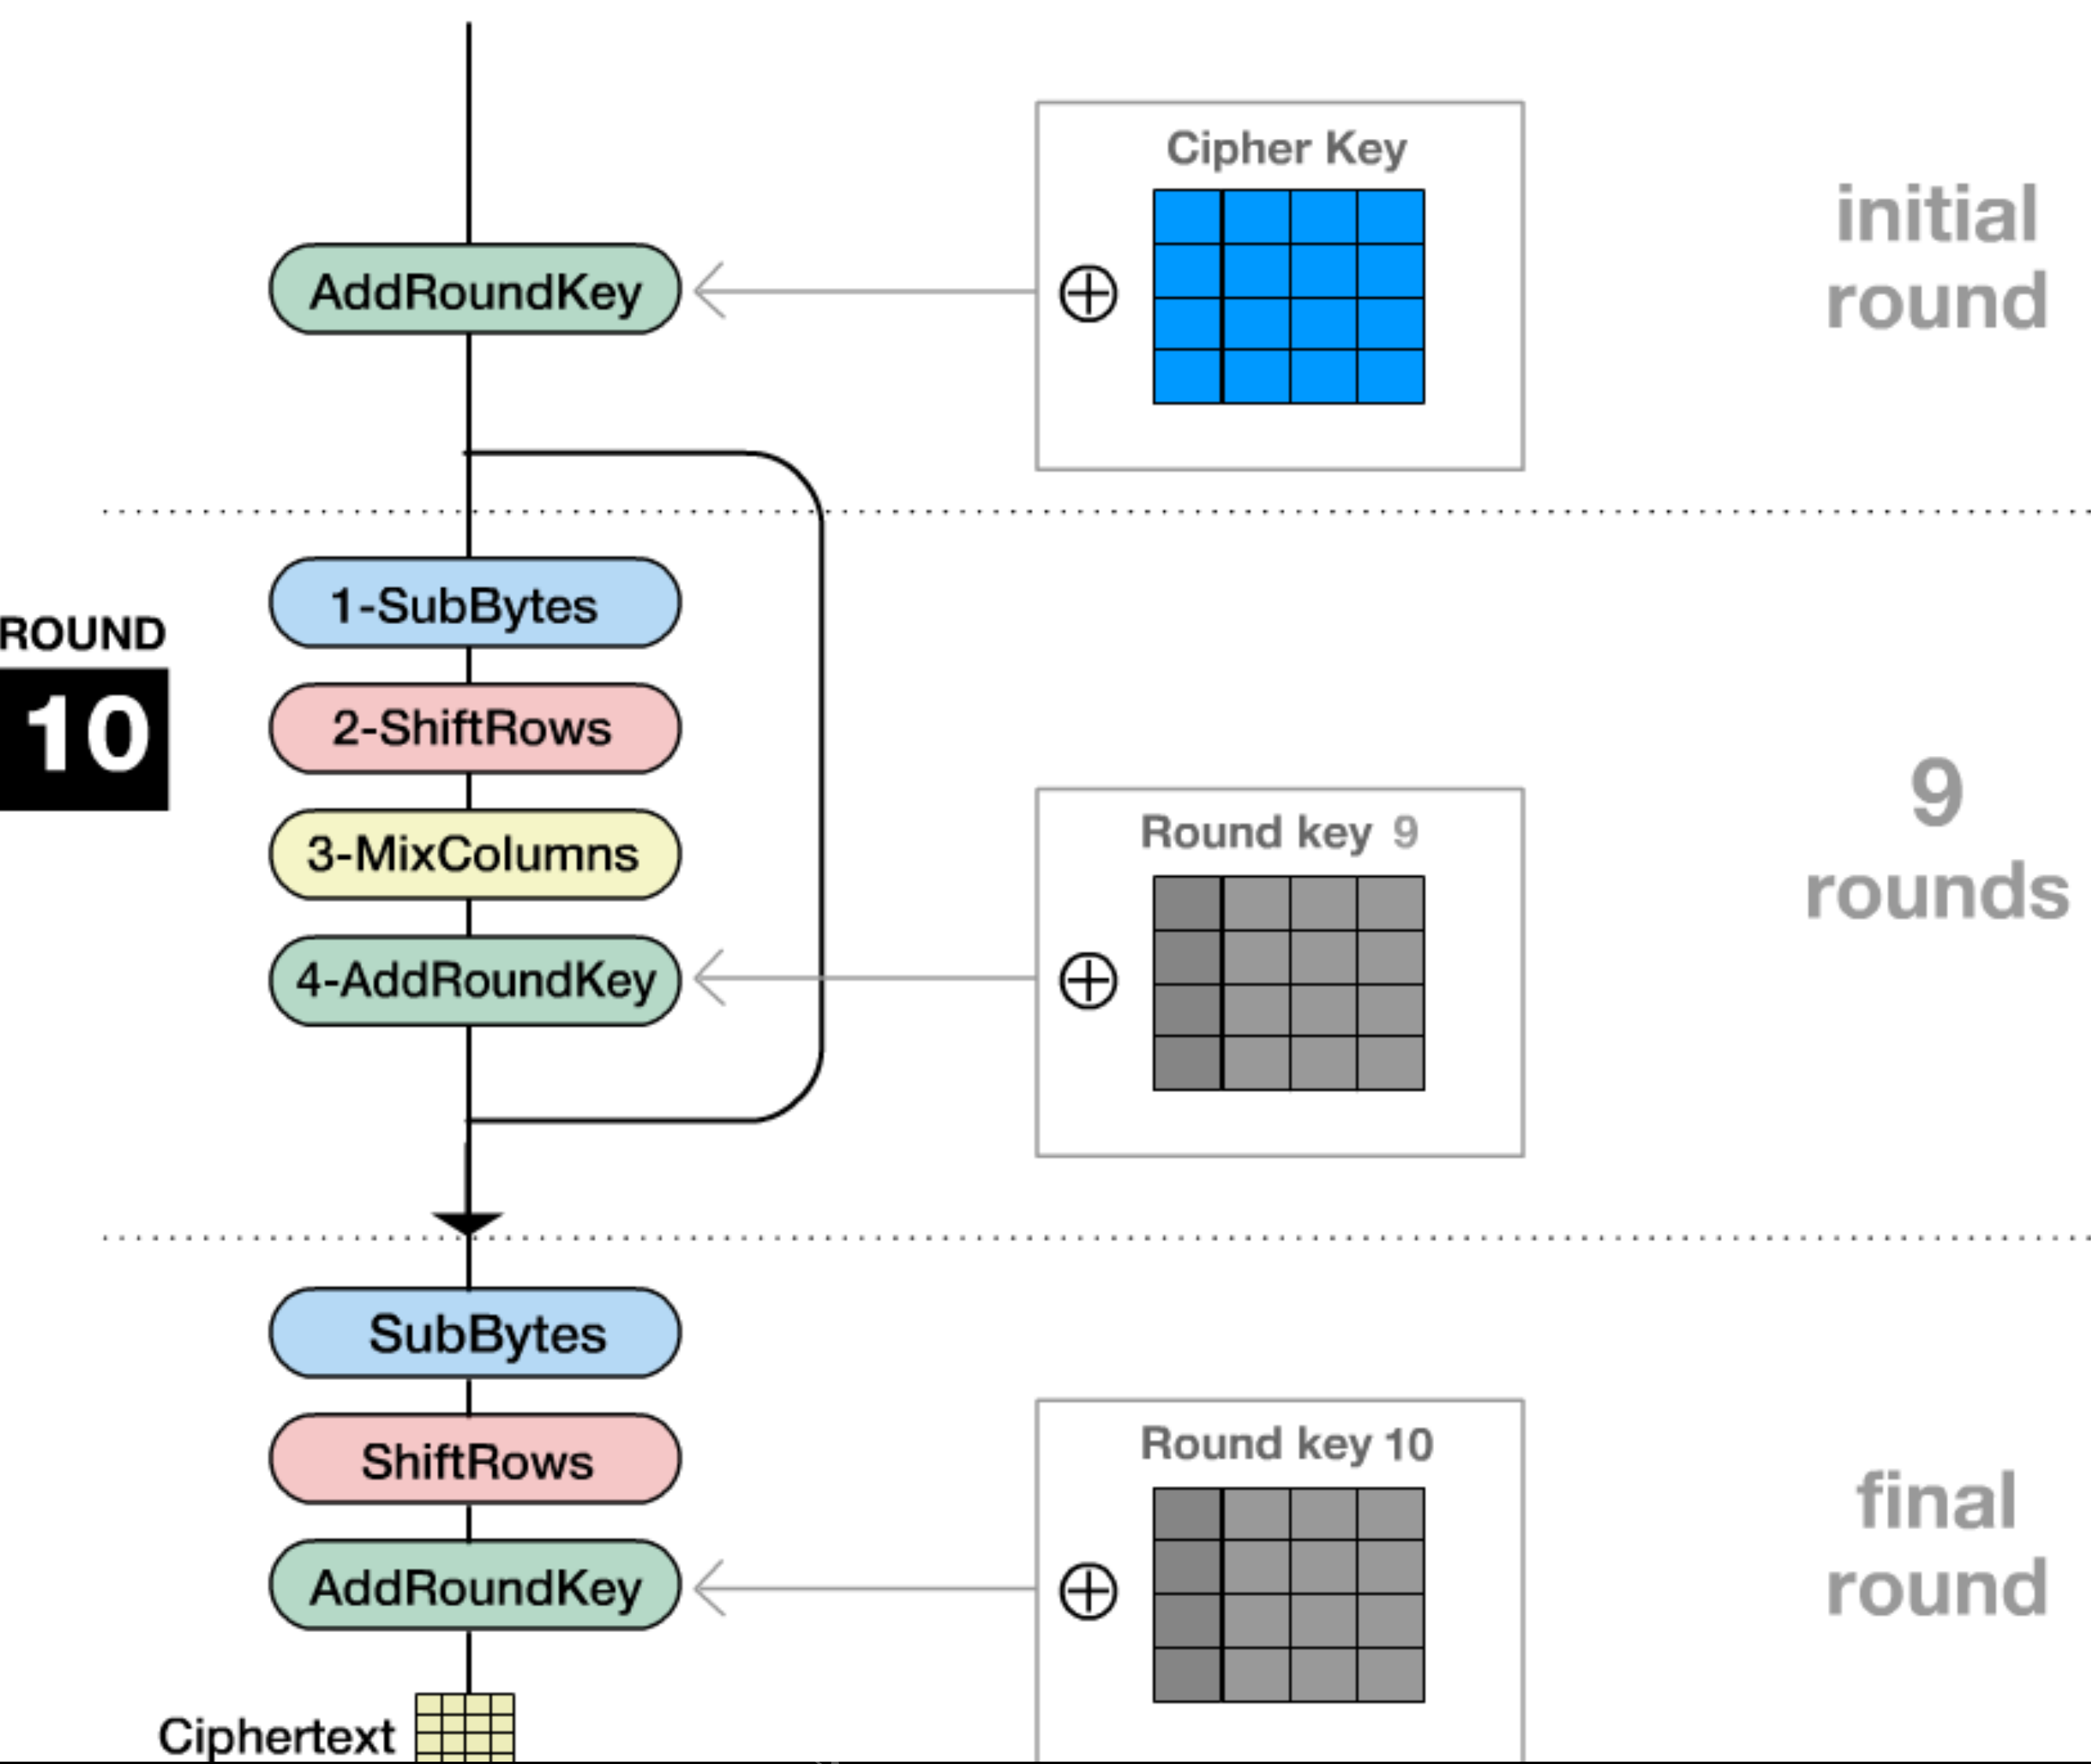 Cipher Key
initial
round
AddRoundKey
1-SubBytes
ROUND
10
2-ShiftRows
3-MixColumns
4-AddRoundKey
Round key 9
9
rounds
SubBytes
ShiftRows
AddRoundKey
Round key 10
final
round
Ciphertext